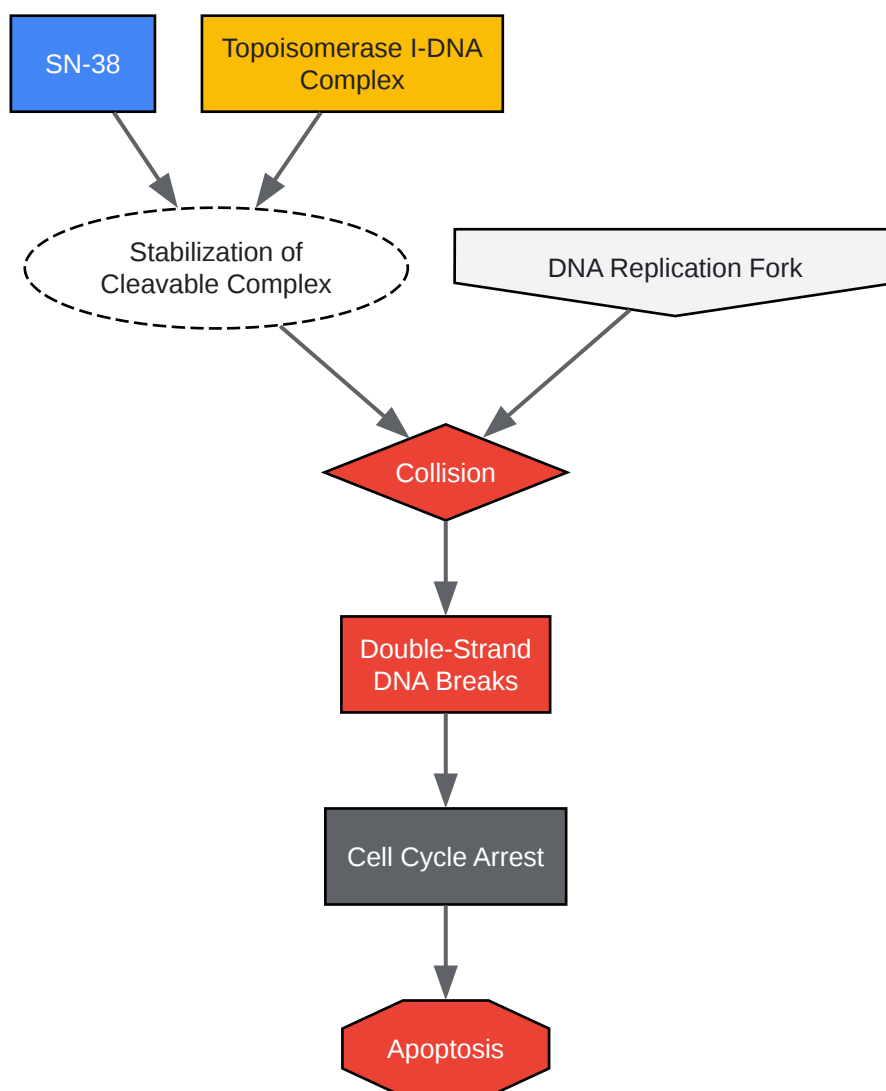 SN-38
Topoisomerase I-DNA
Complex
Stabilization of
Cleavable Complex
DNA Replication Fork
Collision
Double-Strand
DNA Breaks
Cell Cycle Arrest
Apoptosis